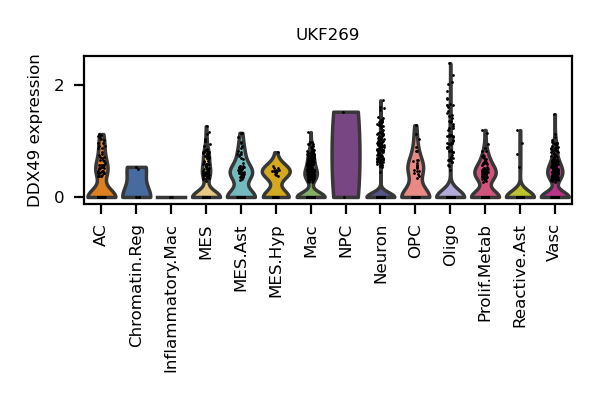 UKF269
DDX49 expression
2
0
AC
Chromatin.Reg
Inflammatory.Mac
MES
MES.Ast
MES.Hyp
Mac
NPC
Neuron
OPC
Oligo
Prolif.Metab
Reactive.Ast
Vasc